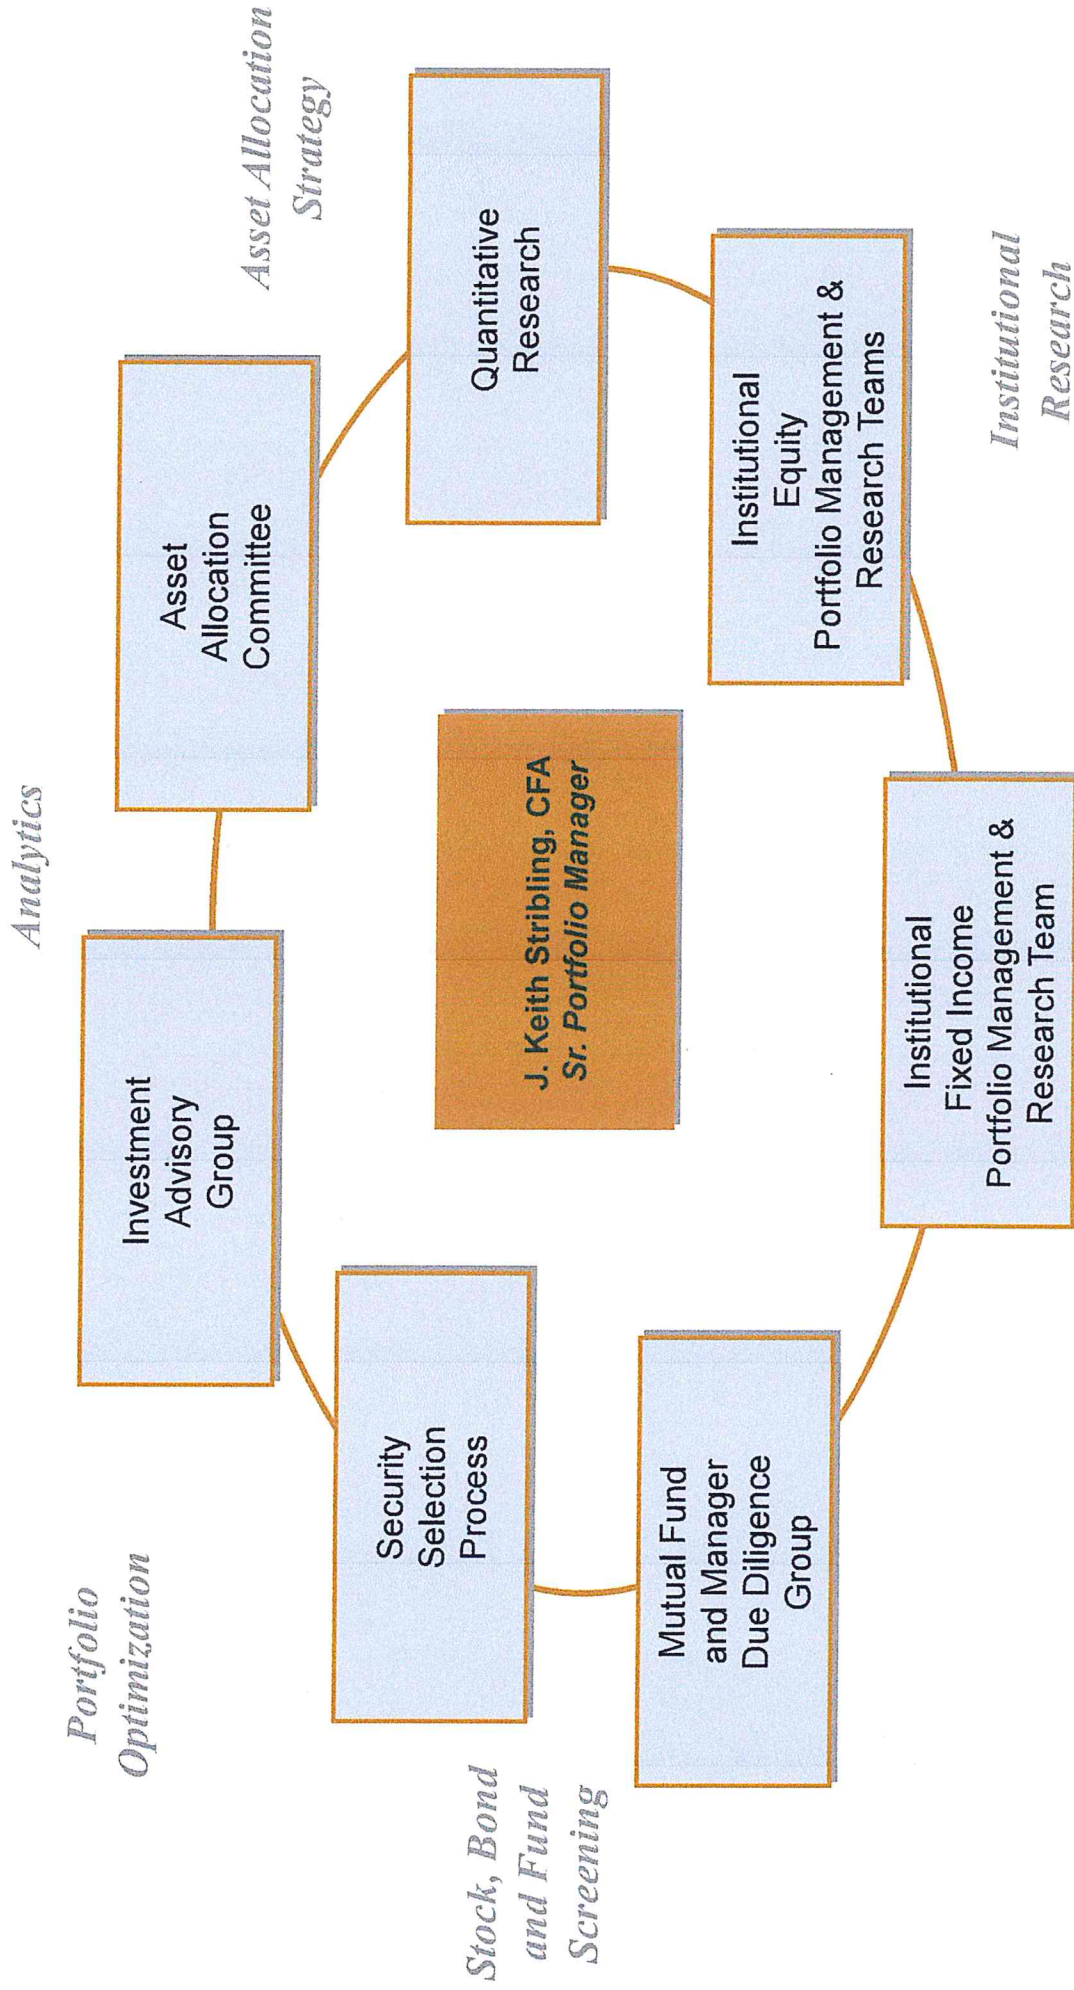 Analytics
Portfolio
Optimization
Investment
Advisory
Group
Asset
Allocation
Committee
Asset Allocation
Strategy
Security
Selection
Process
J. Keith Stribling, CFA
Sr. Portfolio Manager
Quantitative
Research
Stock, Bond
and Fund
Screening
Mutual Fund
and Manager
Due Diligence
Group
Institutional
Equity
Portfolio Management &
Research Teams
Institutional
Fixed Income
Portfolio Management &
Research Team
Institutional
Research